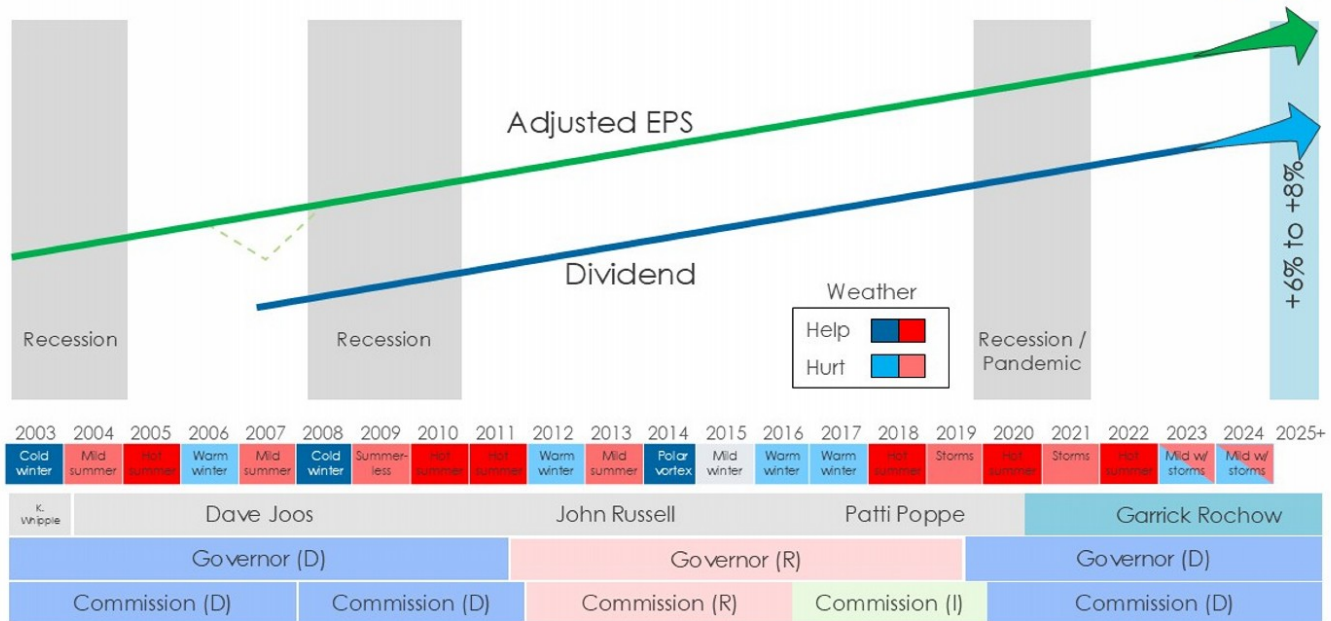 Adjusted EPS
Dividend
+6% to +8%
Weather
Help
Hurt
Recession
Recession
Recession /
Pandemic
2003 2004 2005 2006 2007 2008 2009 2010 2011 2012 2013 2014 2015 2016 2017 2018 2019 2020 2021 2022 2023 2024 2025+
Cold Mild Hot Warm Mild Cold Summer- Hot Hot Warm Mild Polar Mild Warm Warm Hot Storms Hot Storms Hot Mild w/ Mild w/
winter summer summer winter summer winter less summer summer winter summer vortex winter winter winter summer summer summer storms storms
K.
Whipple
Dave Joos John Russell Patti Poppe Garrick Rochow
Governor (D) Governor (R) Governor (D)
Commission (D) Commission (D) Commission (R) Commission (I) Commission (D)